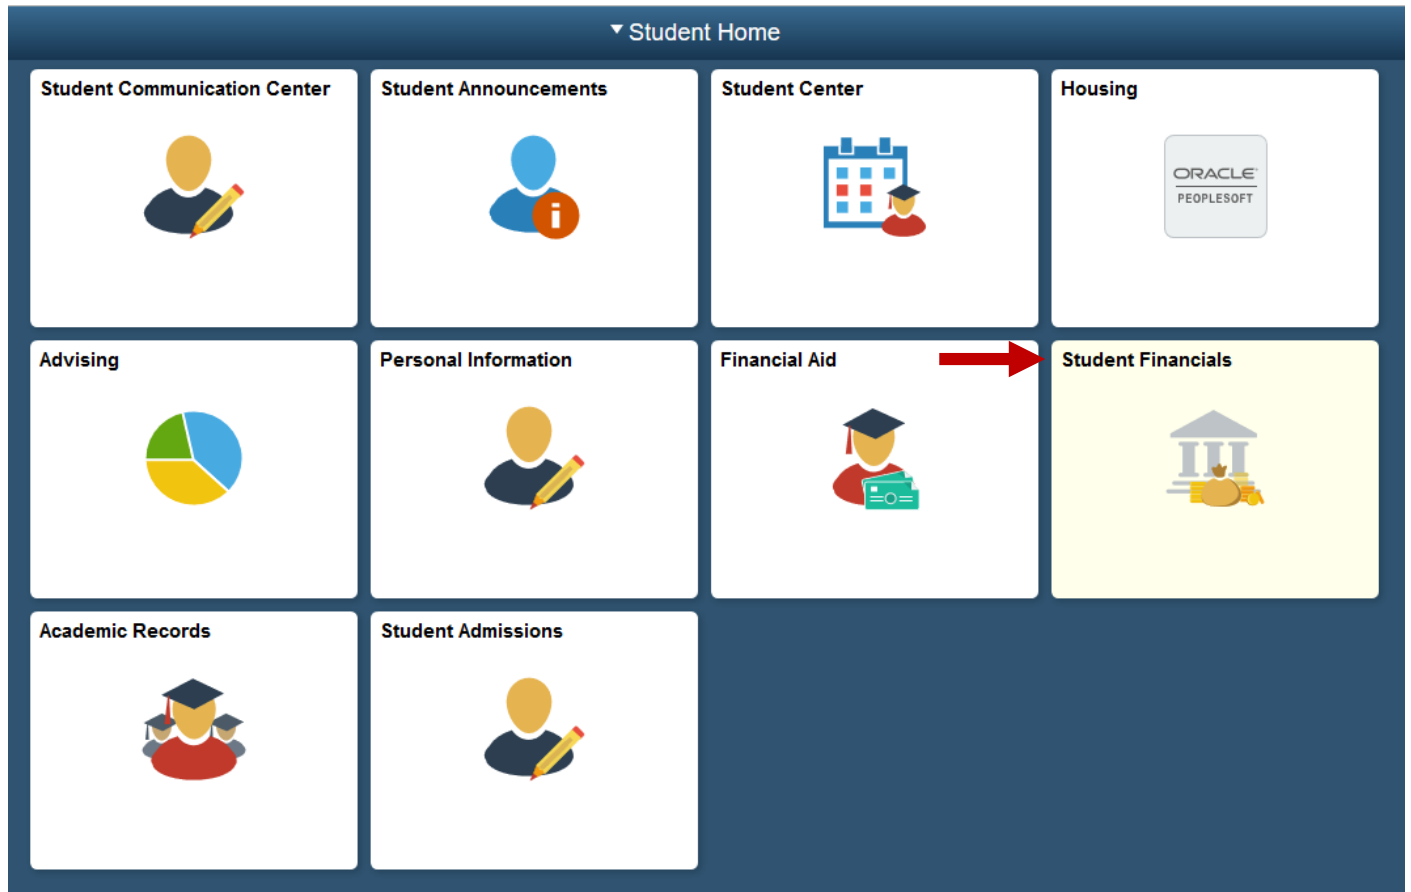 Student Home
Student Communication Center
Student Announcements
Student Center
Housing
ORACLE
PEOPLESOFT
Advising
Personal Information
Financial Aid
Student Financials
Academic Records
Student Admissions